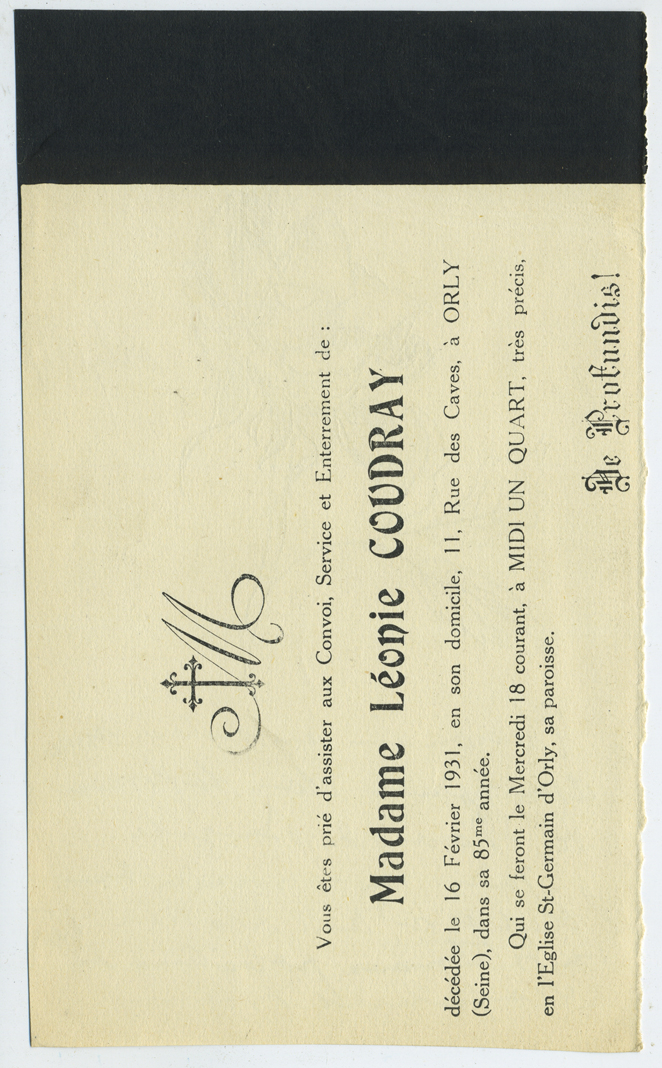 M
Vous êtes prié d'assister aux Convoi, Service et Enterrement de :
Madame Léonie COUDRAY
décédée le 16 Février 1931, en son domicile, 11, Rue des Caves, à ORLY
(Seine), dans sa 85me année.
Qui se feront le Mercredi 18 courant, à MIDI UN QUART, très précis,
en l'Eglise St-Germain d'Orly, sa paroisse.
De Profundis!